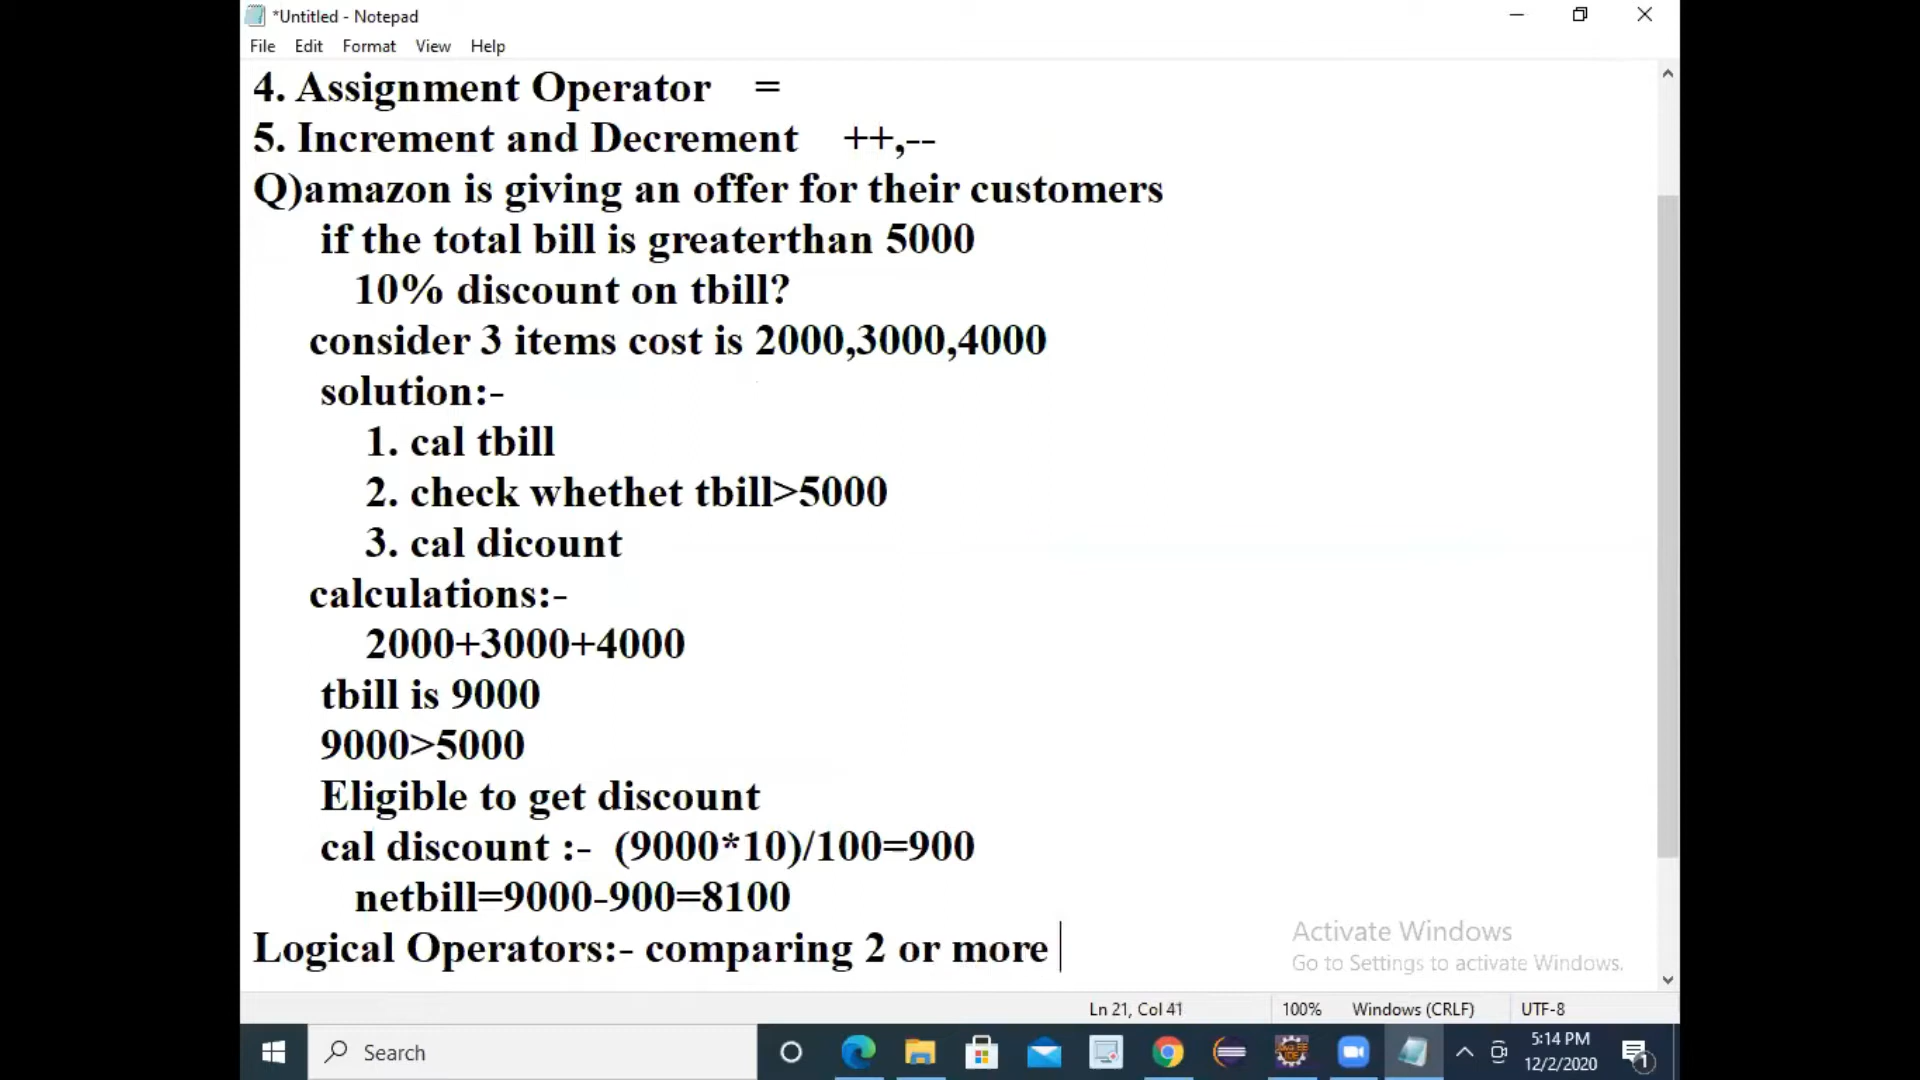 *Untitled - Notepad
File Edit Format View Help
4. Assignment Operator =
5. Increment and Decrement ++,--
Q)amazon is giving an offer for their customers
if the total bill is greaterthan 5000
10% discount on tbill?
consider 3 items cost is 2000,3000,4000
solution:-
1. cal tbill
2. check whethet tbill>5000
3. cal dicount
calculations:-
2000+3000+4000
tbill is 9000
9000>5000
Eligible to get discount
cal discount :- (9000*10)/100=900
netbill=9000-900=8100
Logical Operators:- comparing 2 or more
Activate Windows
Go to Settings to activate Windows.
Ln 21, Col 41 100% Windows (CRLF) UTF-8
Search
5:14 PM
12/2/2020
1